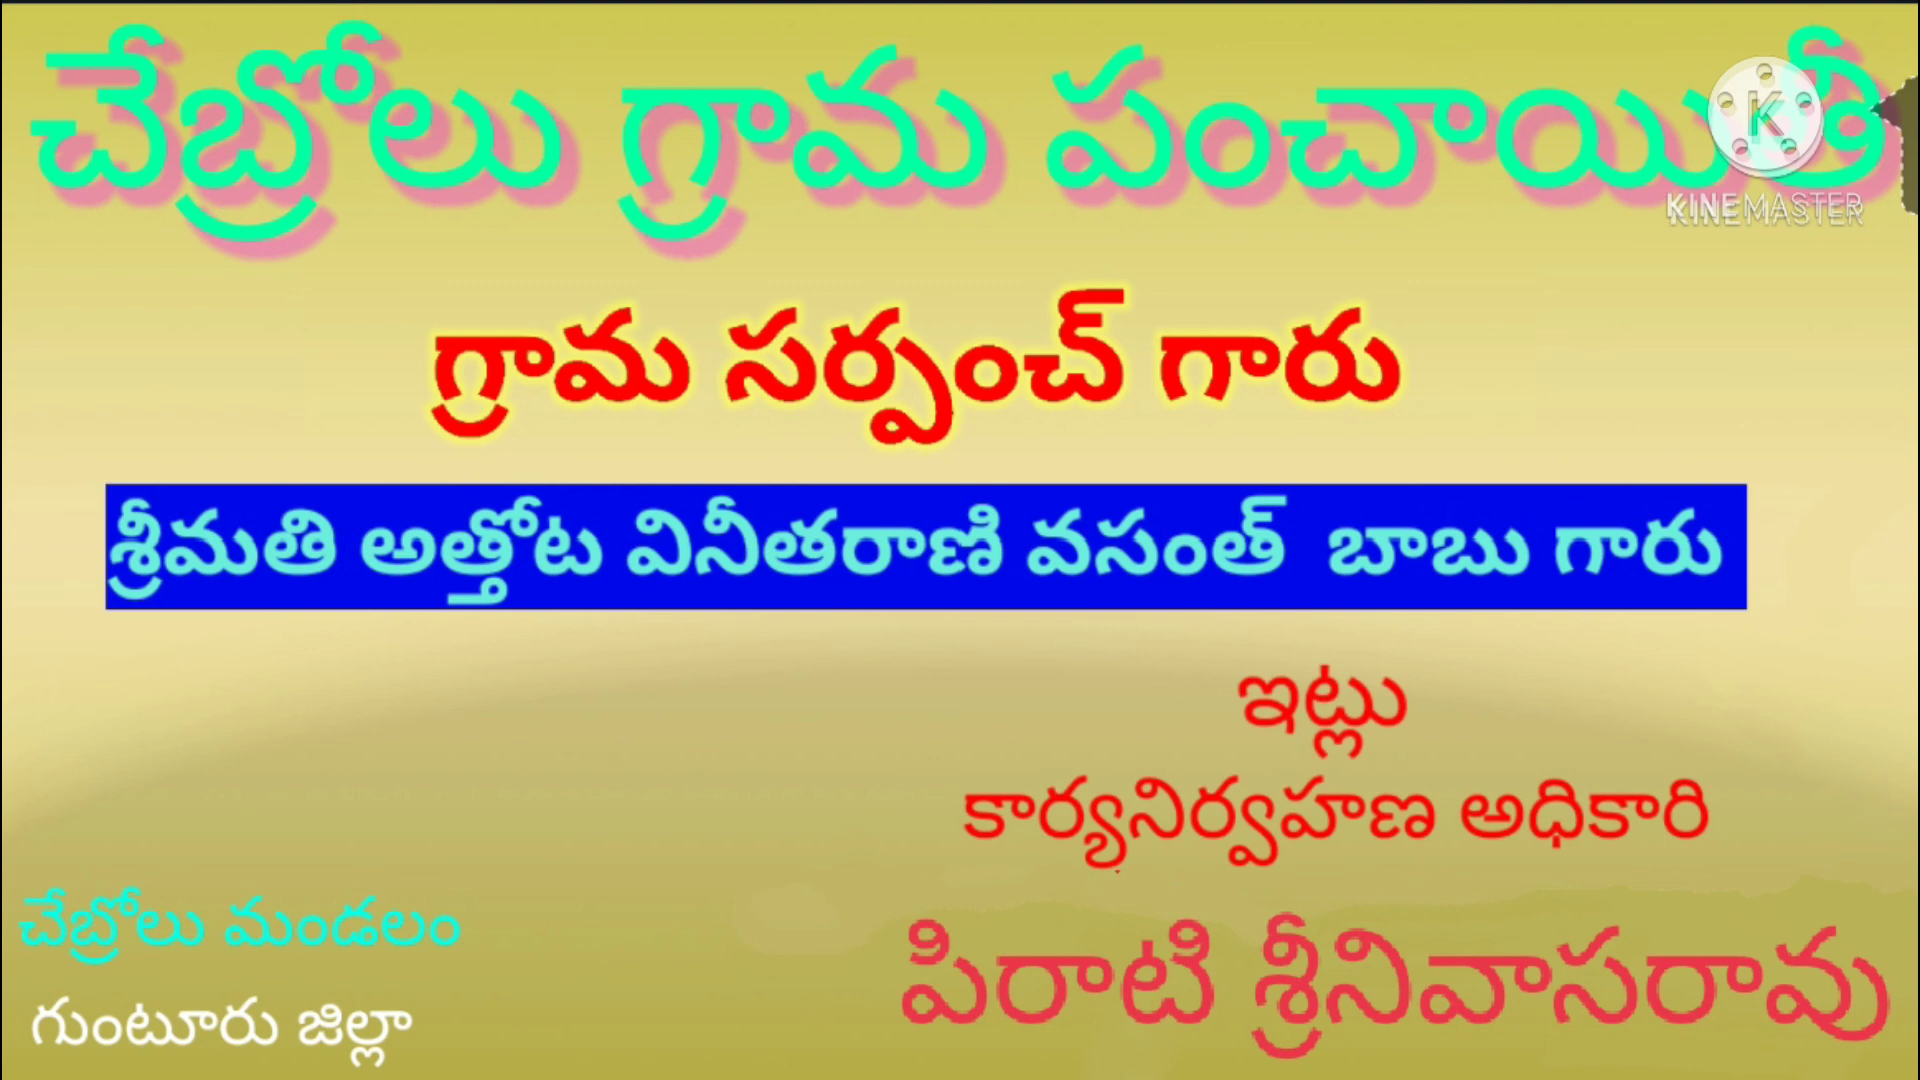 చేబ్రోలు గ్రామ పంచాయితీ
KINEMASTER
గ్రామ సర్పంచ్ గారు
శ్రీమతి అత్తోట వినీతరాణి వసంత్ బాబు గారు
ఇట్లు
కార్యనిర్వహణ అధికారి
చేబ్రోలు మండలం
పిరాటి శ్రీనివాసరావు
గుంటూరు జిల్లా